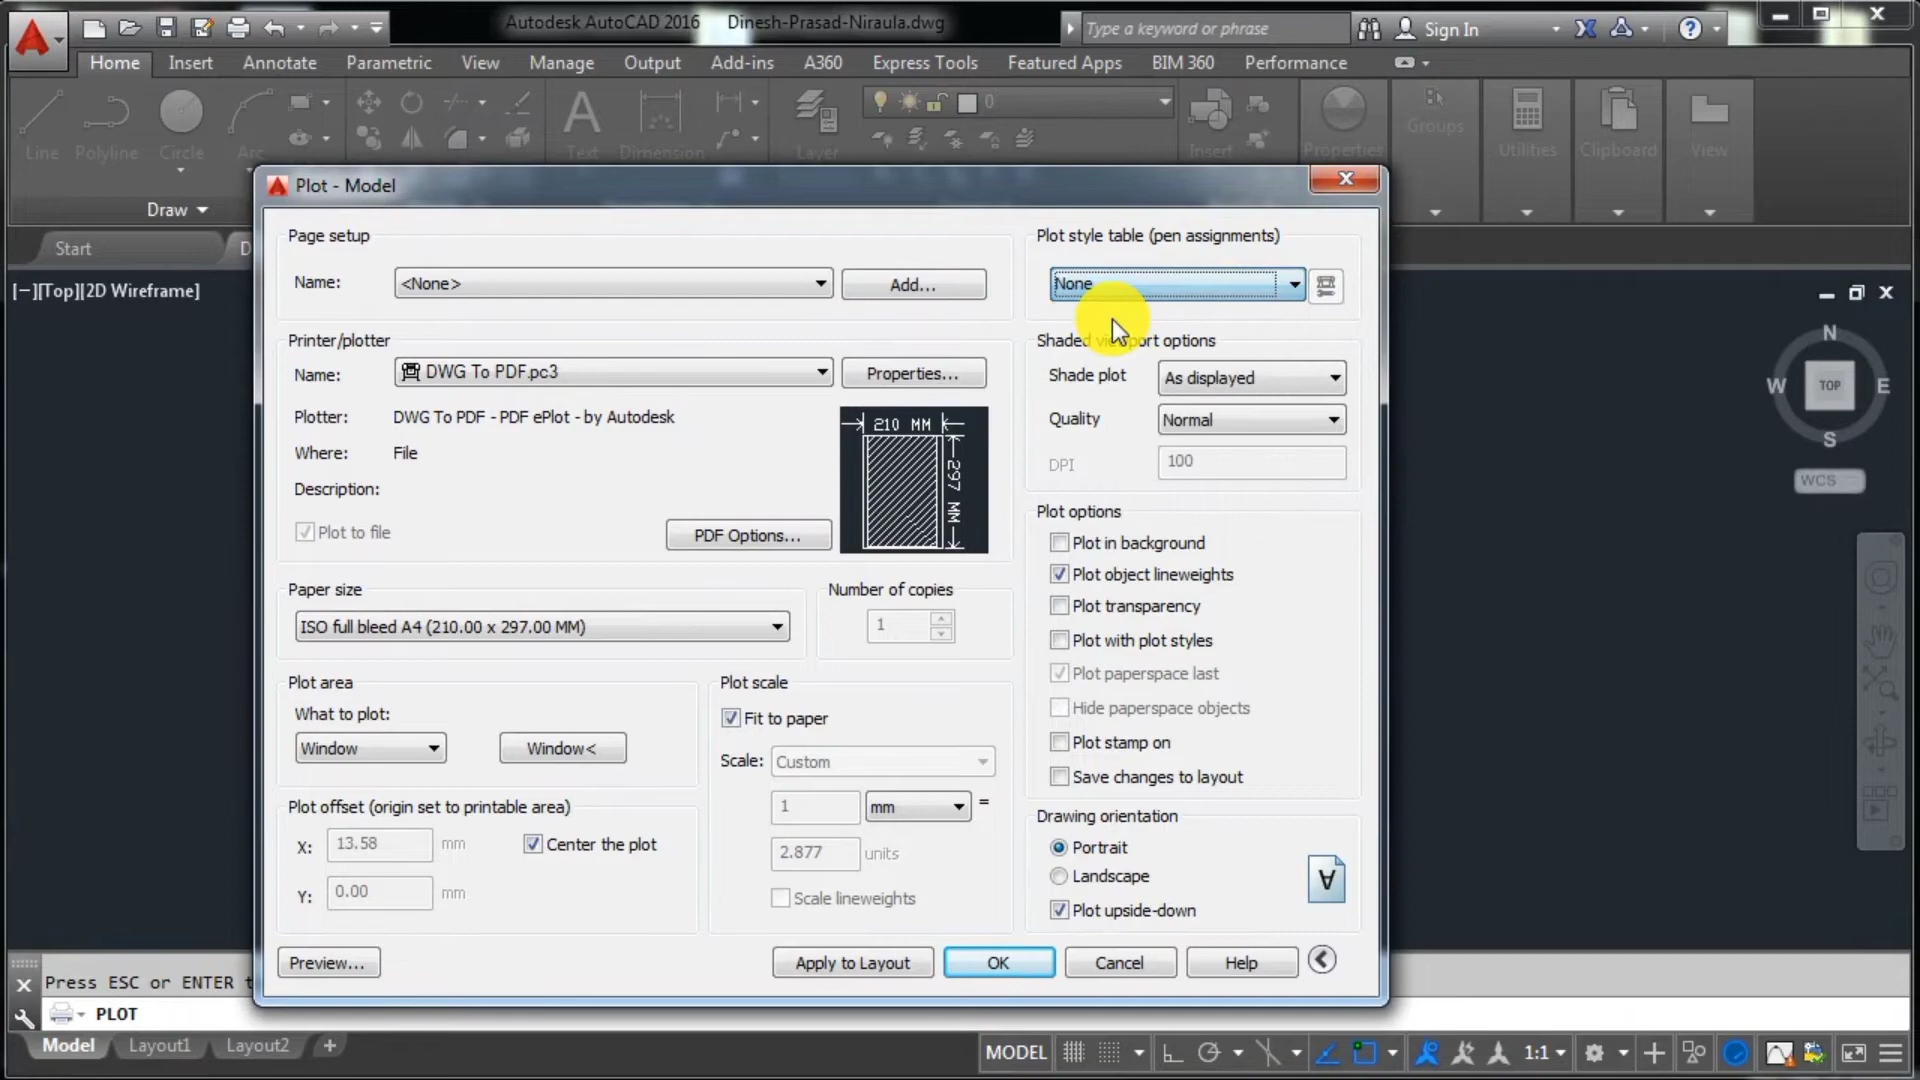 Autodesk AutoCAD 2016 Dinesh-Prasad-Niraula.dwg
Type a keyword or phrase
Sign In
Home Insert Annotate Parametric View Manage Output Add-ins A360 Express Tools Featured Apps BIM 360 Performance
0
Line Polyline Circle Arc Text Dimension Layer Insert Properties Groups Utilities Clipboard View
Draw
Start D
[−][Top][2D Wireframe]
N
W TOP E
S
WCS
Plot - Model
Page setup
Name: <None> Add...
Plot style table (pen assignments)
None
Printer/plotter
Name: DWG To PDF.pc3 Properties...
Plotter: DWG To PDF - PDF ePlot - by Autodesk
Where: File
Description:
Plot to file
PDF Options...
210 MM
297 MM
Shaded viewport options
Shade plot As displayed
Quality Normal
DPI 100
Paper size
ISO full bleed A4 (210.00 x 297.00 MM)
Number of copies
1
Plot options
Plot in background
Plot object lineweights
Plot transparency
Plot with plot styles
Plot paperspace last
Hide paperspace objects
Plot stamp on
Save changes to layout
Plot area
What to plot:
Window Window<
Plot scale
Fit to paper
Scale: Custom
1 mm =
2.877 units
Scale lineweights
Plot offset (origin set to printable area)
X: 13.58 mm Center the plot
Y: 0.00 mm
Drawing orientation
Portrait
Landscape
Plot upside-down
A
Preview... Apply to Layout OK Cancel Help
Press ESC or ENTER t
PLOT
Model Layout1 Layout2 +
MODEL 1:1